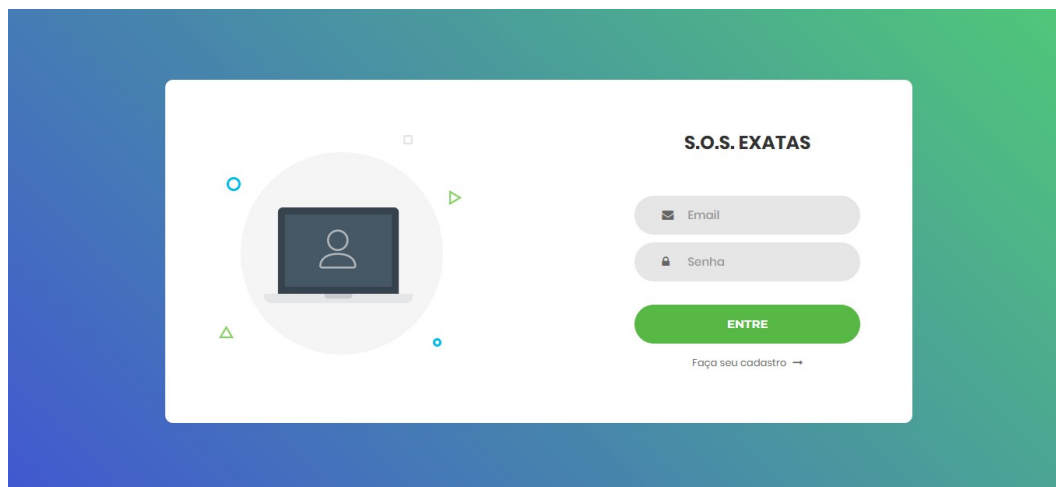 S.O.S. EXATAS
Email
Senha
ENTRE
Faça seu cadastro →